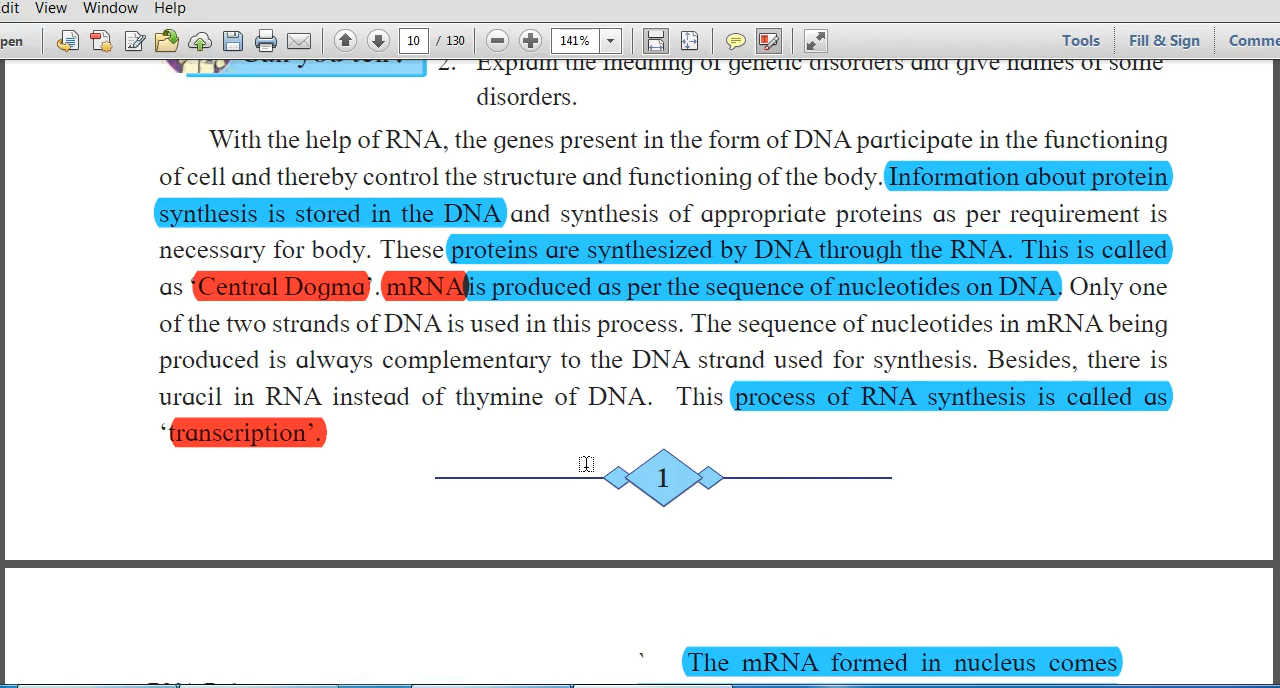 dit View Window Help
pen 10 / 130 141% Tools Fill & Sign Comme
Can you tell? 2. Explain the meaning of genetic disorders and give names of some
disorders.
With the help of RNA, the genes present in the form of DNA participate in the functioning
of cell and thereby control the structure and functioning of the body. Information about protein
synthesis is stored in the DNA and synthesis of appropriate proteins as per requirement is
necessary for body. These proteins are synthesized by DNA through the RNA. This is called
as ‘Central Dogma’. mRNA is produced as per the sequence of nucleotides on DNA. Only one
of the two strands of DNA is used in this process. The sequence of nucleotides in mRNA being
produced is always complementary to the DNA strand used for synthesis. Besides, there is
uracil in RNA instead of thymine of DNA. This process of RNA synthesis is called as
‘transcription’.
1
` The mRNA formed in nucleus comes